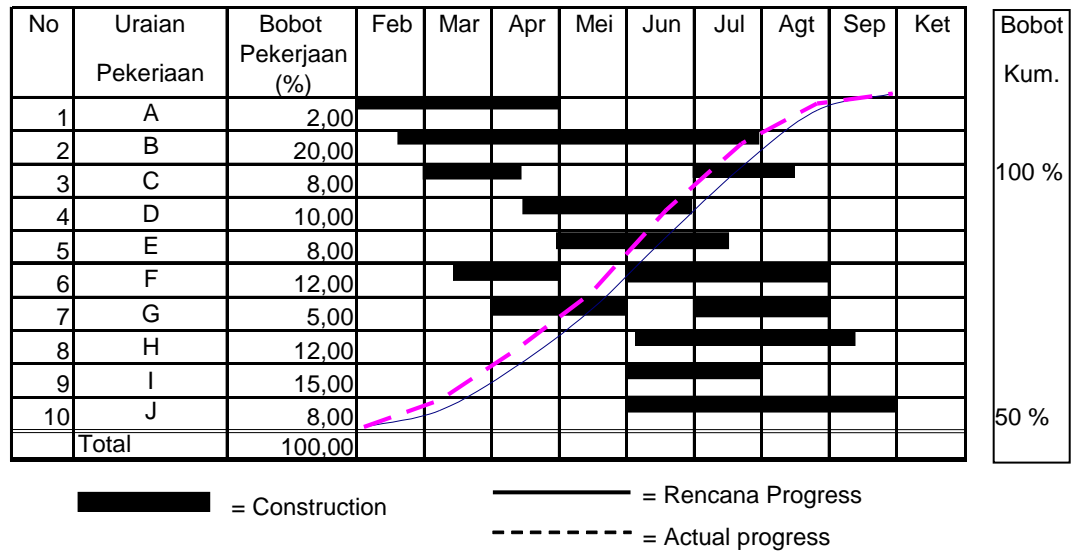 No Uraian Bobot Feb Mar Apr Mei Jun Jul Agt Sep Ket Bobot
Pekerjaan
Pekerjaan (%) Kum.
1 A 2,00
2 B 20,00
3 C 8,00 100 %
4 D 10,00
5 E 8,00
6 F 12,00
7 G 5,00
8 H 12,00
9 I 15,00
10 J 8,00 50 %
Total 100,00
= Construction = Rencana Progress
= Actual progress